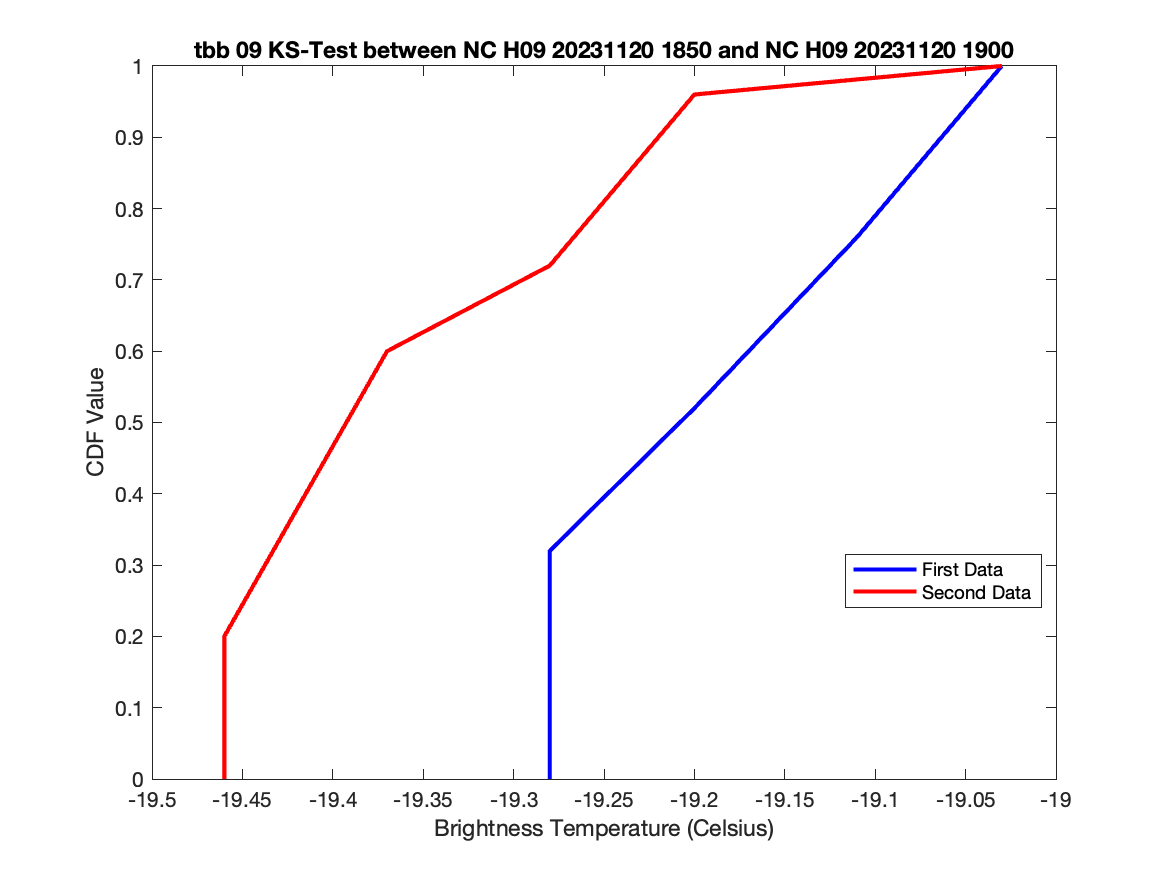 tbb 09 KS-Test between NC H09 20231120 1850 and NC H09 20231120 1900
1
0.9
0.8
0.7
0.6
0.5
0.4
0.3
0.2
0.1
0
CDF Value
First Data
Second Data
-19.5 -19.45 -19.4 -19.35 -19.3 -19.25 -19.2 -19.15 -19.1 -19.05 -19
Brightness Temperature (Celsius)